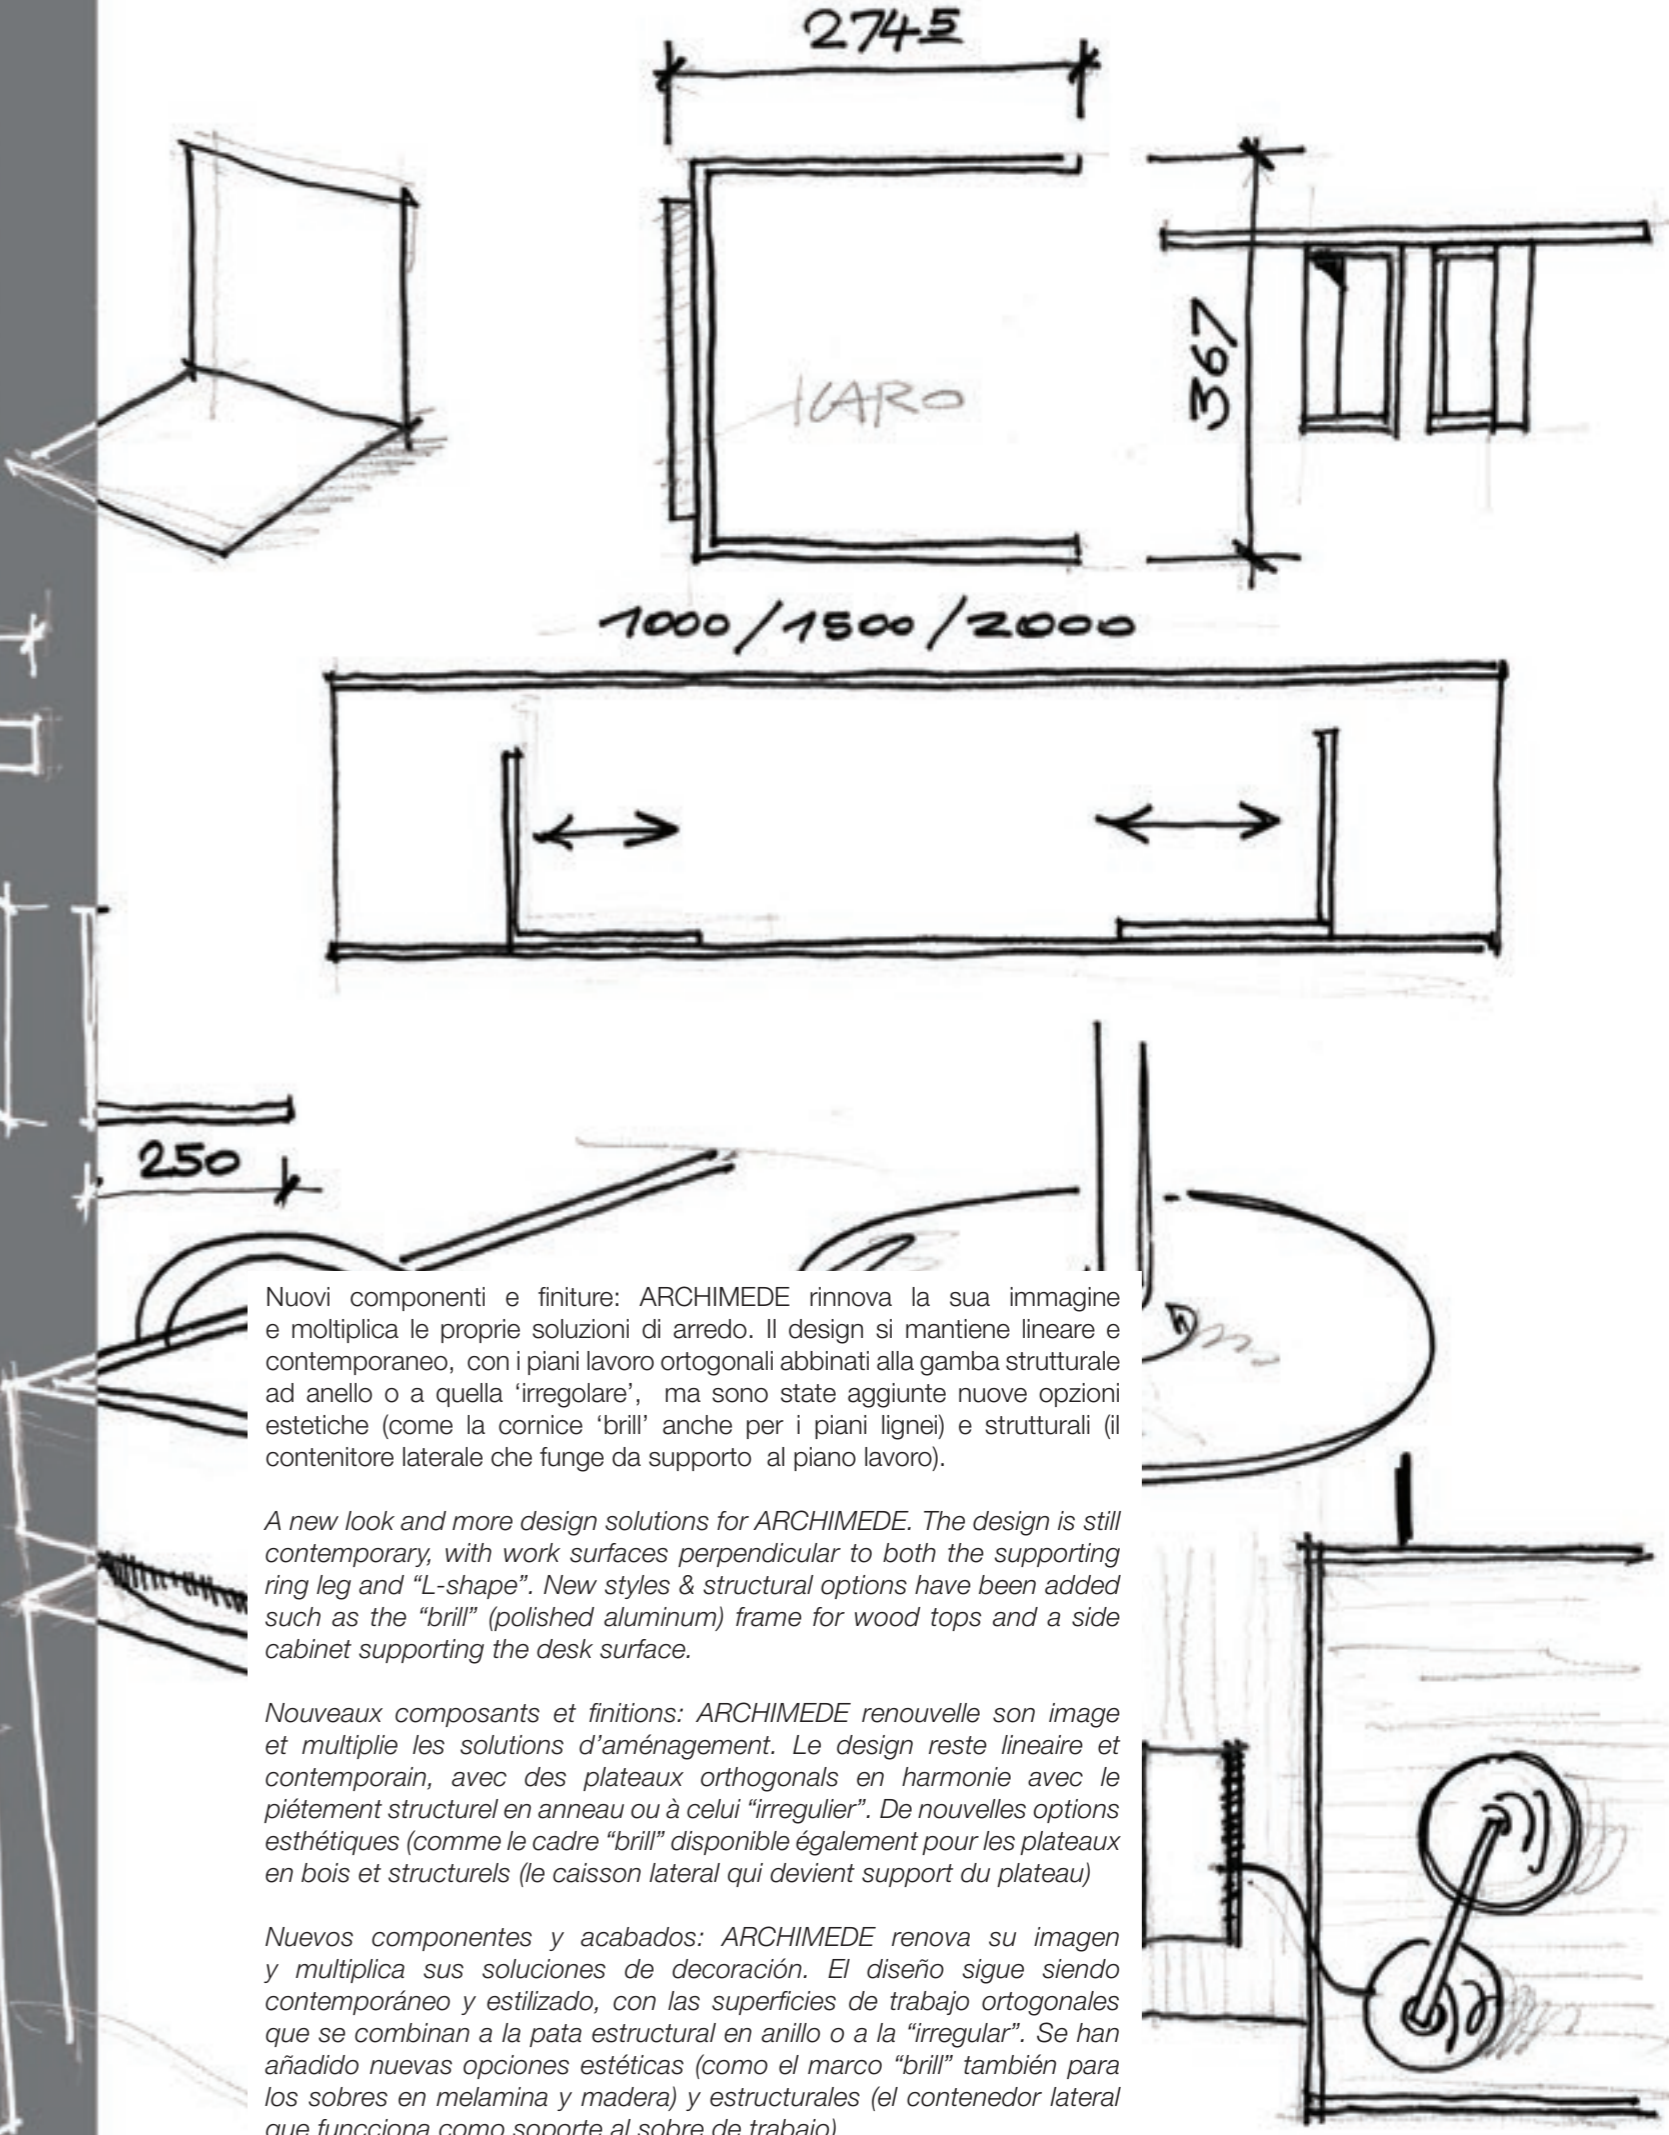 2745
367
IGARO
1000/1500/2000
250
Nuovi componenti e finiture: ARCHIMEDE rinnova la sua immagine
e moltiplica le proprie soluzioni di arredo. Il design si mantiene lineare e
contemporaneo, con i piani lavoro ortogonali abbinati alla gamba strutturale
ad anello o a quella ‘irregolare’, ma sono state aggiunte nuove opzioni
estetiche (come la cornice ‘brill’ anche per i piani lignei) e strutturali (il
contenitore laterale che funge da supporto al piano lavoro).
A new look and more design solutions for ARCHIMEDE. The design is still
contemporary, with work surfaces perpendicular to both the supporting
ring leg and “L-shape”. New styles & structural options have been added
such as the “brill” (polished aluminum) frame for wood tops and a side
cabinet supporting the desk surface.
Nouveaux composants et finitions: ARCHIMEDE renouvelle son image
et multiplie les solutions d’aménagement. Le design reste lineaire et
contemporain, avec des plateaux orthogonals en harmonie avec le
piétement structurel en anneau ou à celui “irregulier”. De nouvelles options
esthétiques (comme le cadre “brill” disponible également pour les plateaux
en bois et structurels (le caisson lateral qui devient support du plateau)
Nuevos componentes y acabados: ARCHIMEDE renova su imagen
y multiplica sus soluciones de decoración. El diseño sigue siendo
contemporáneo y estilizado, con las superficies de trabajo ortogonales
que se combinan a la pata estructural en anillo o a la “irregular”. Se han
añadido nuevas opciones estéticas (como el marco “brill” también para
los sobres en melamina y madera) y estructurales (el contenedor lateral
que funcciona como soporte al sobre de trabajo)